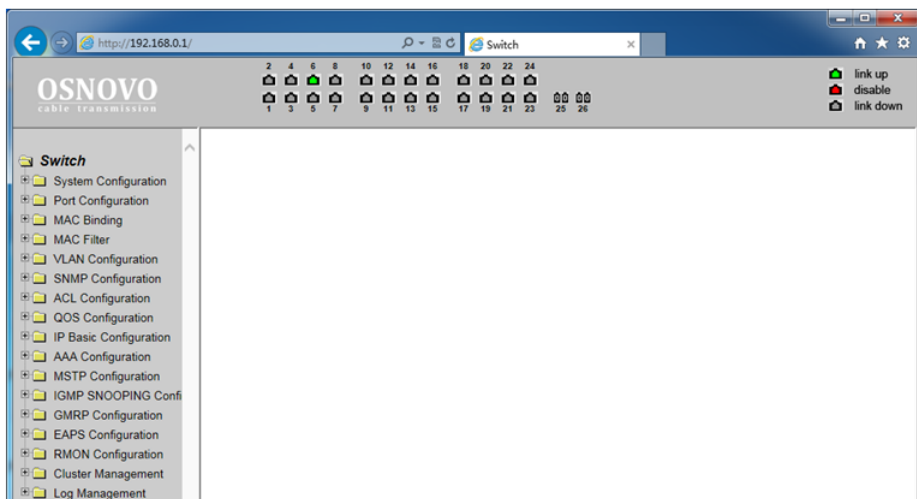 http://192.168.0.1/
Switch
OSNOVO
cable transmission
2 4 6 8 10 12 14 16 18 20 22 24
1 3 5 7 9 11 13 15 17 19 21 23 25 26
link up
disable
link down
Switch
System Configuration
Port Configuration
MAC Binding
MAC Filter
VLAN Configuration
SNMP Configuration
ACL Configuration
QOS Configuration
IP Basic Configuration
AAA Configuration
MSTP Configuration
IGMP SNOOPING Confi
GMRP Configuration
EAPS Configuration
RMON Configuration
Cluster Management
Log Management